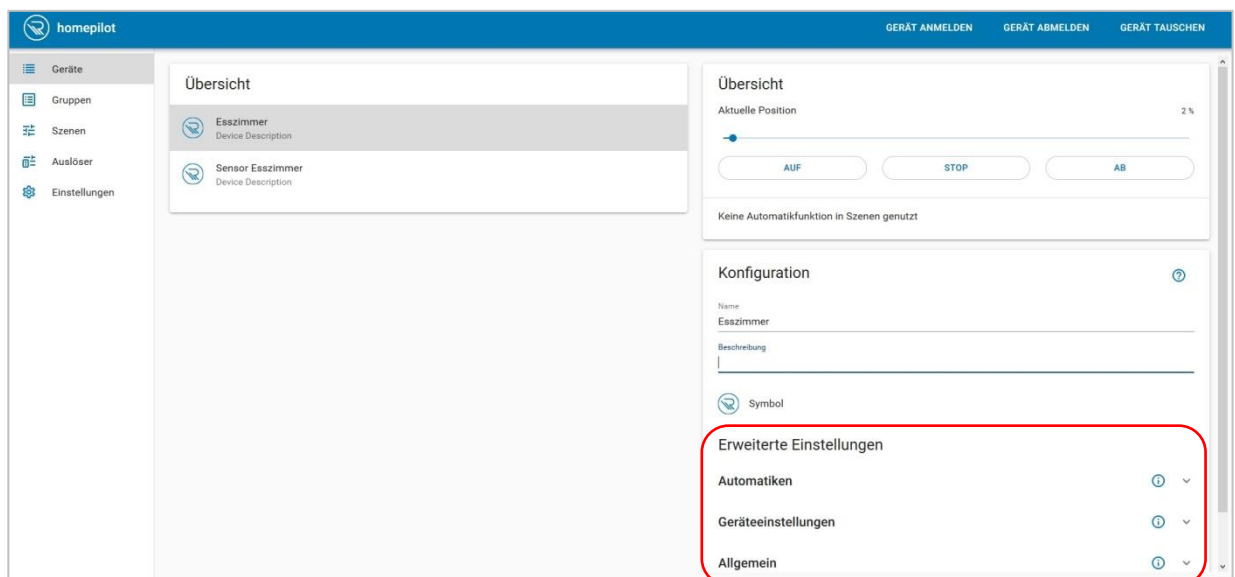 homepilot
GERÄT ANMELDEN
GERÄT ABMELDEN
GERÄT TAUSCHEN
Geräte
Gruppen
Szenen
Auslöser
Einstellungen
Übersicht
Esszimmer
Device Description
Sensor Esszimmer
Device Description
Übersicht
Aktuelle Position
2 %
AUF
STOP
AB
Keine Automatikfunktion in Szenen genutzt
Konfiguration
Name
Esszimmer
Beschreibung
Symbol
Erweiterte Einstellungen
Automatiken
Geräteeinstellungen
Allgemein